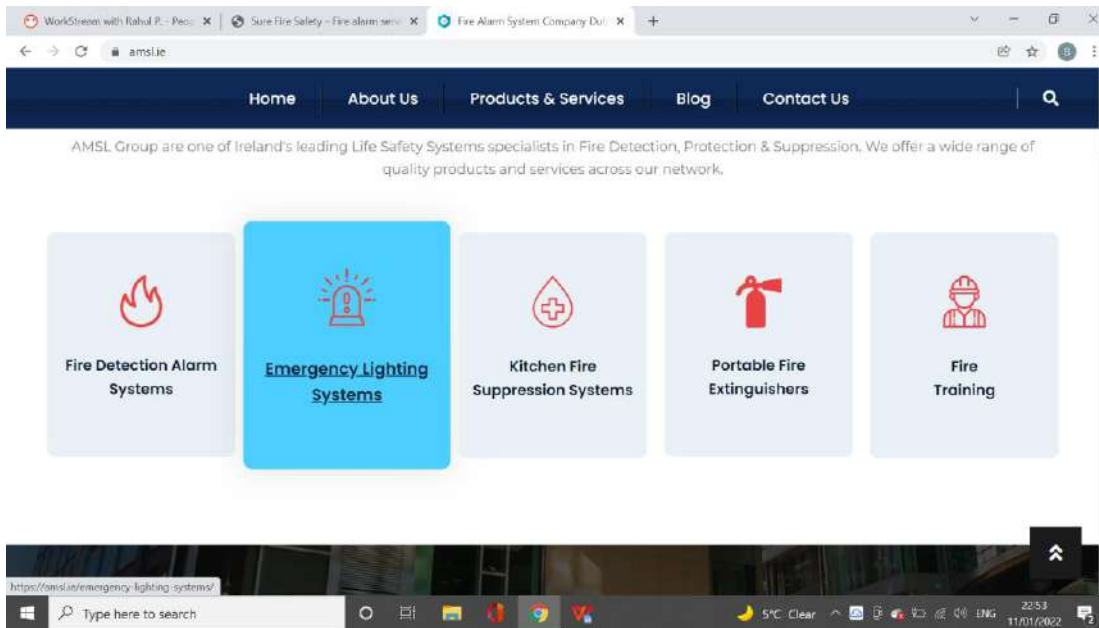 WorkStream with Rahul P. - Peop
Sure Fire Safety – Fire alarm servi
Fire Alarm System Company Dub
amsl.ie
B
Home
About Us
Products & Services
Blog
Contact Us
AMSL Group are one of Ireland's leading Life Safety Systems specialists in Fire Detection, Protection & Suppression. We offer a wide range of
quality products and services across our network.
Fire Detection Alarm
Systems
Emergency Lighting
Systems
Kitchen Fire
Suppression Systems
Portable Fire
Extinguishers
Fire
Training
https://amsl.ie/emergency-lighting-systems/
Type here to search
5°C Clear
ENG
22:53
11/01/2022
2